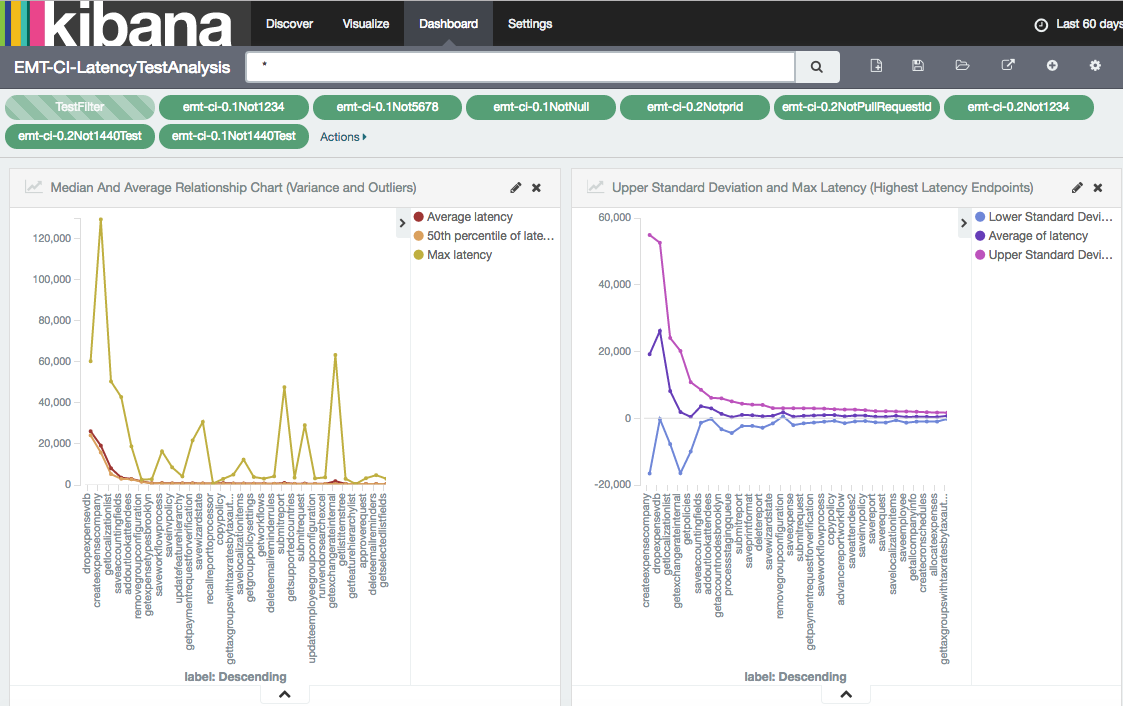 kibana
Discover Visualize Dashboard Settings Last 60 days
EMT-CI-LatencyTestAnalysis *
TestFilter emt-ci-0.1Not1234 emt-ci-0.1Not5678 emt-ci-0.1NotNull emt-ci-0.2Notprid emt-ci-0.2NotPullRequestId emt-ci-0.2Not1234
emt-ci-0.2Not1440Test emt-ci-0.1Not1440Test Actions
Median And Average Relationship Chart (Variance and Outliers)
Average latency
50th percentile of late...
Max latency
120,000
100,000
80,000
60,000
40,000
20,000
0
dropexpensevdb
createexpensecompany
getlocalizationlist
saveaccountingfields
addoutlookattendees
removegroupconfiguration
getexpensetypesbrooklyn
saveworkflowprocess
saveinvpolicy
updatefeaturehierarchy
getpaymentrequestforverification
savewizardstate
recallreporttoprocessor
copypolicy
gettaxgroupswithtaxratesbytaxaut...
savelocalizationitems
getgrouppolicysettings
getworkflows
deleteemailreminderrules
submitreport
getsupportedcountries
submitrequest
updateemployeegroupconfiguration
runvendorsearchexcel
getexchangerateinternal
getlistitemstree
getfeaturehierarchylist
approverequest
deleteemailreminders
getselectedlistfields
label: Descending
Upper Standard Deviation and Max Latency (Highest Latency Endpoints)
Lower Standard Devi...
Average of latency
Upper Standard Devi...
60,000
40,000
20,000
0
-20,000
createexpensecompany
dropexpensevdb
getlocalizationlist
getexchangerateinternal
getpolicies
saveaccountingfields
addoutlookattendees
getaccountnodesbrooklyn
processstagingqueue
submitreport
saveprintformat
deletereport
savewizardstate
removegroupconfiguration
saveexpense
submitrequest
getpaymentrequestforverification
saveworkflowprocess
copypolicy
advancereportworkflow
saveattendees2
saveinvpolicy
savereport
saverequest
savelocalizationitems
saveemployee
getallcompanyinfo
createcronschedules
allocateexpenses
gettaxgroupswithtaxratesbytaxaut...
label: Descending